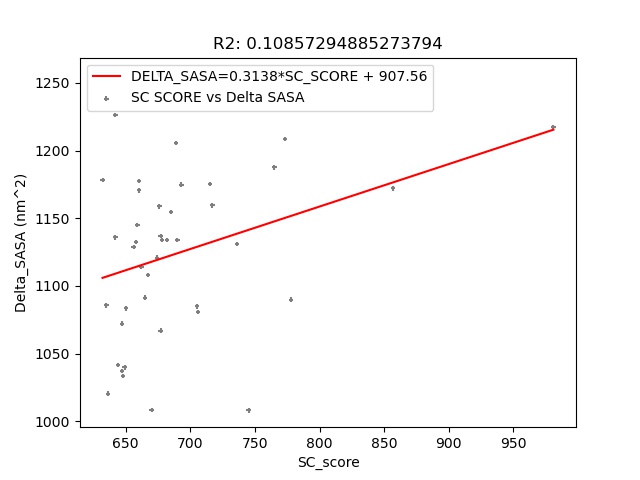 R2: 0.10857294885273794
DELTA_SASA=0.3138*SC_SCORE + 907.56
SC SCORE vs Delta SASA
Delta_SASA (nm^2)
1250
1200
1150
1100
1050
1000
650 700 750 800 850 900 950
SC_score